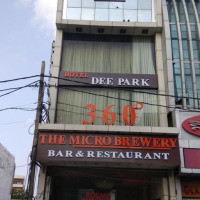 HOTEL DEE PARK
360°
THE MICRO BREWERY
BAR & RESTAURANT